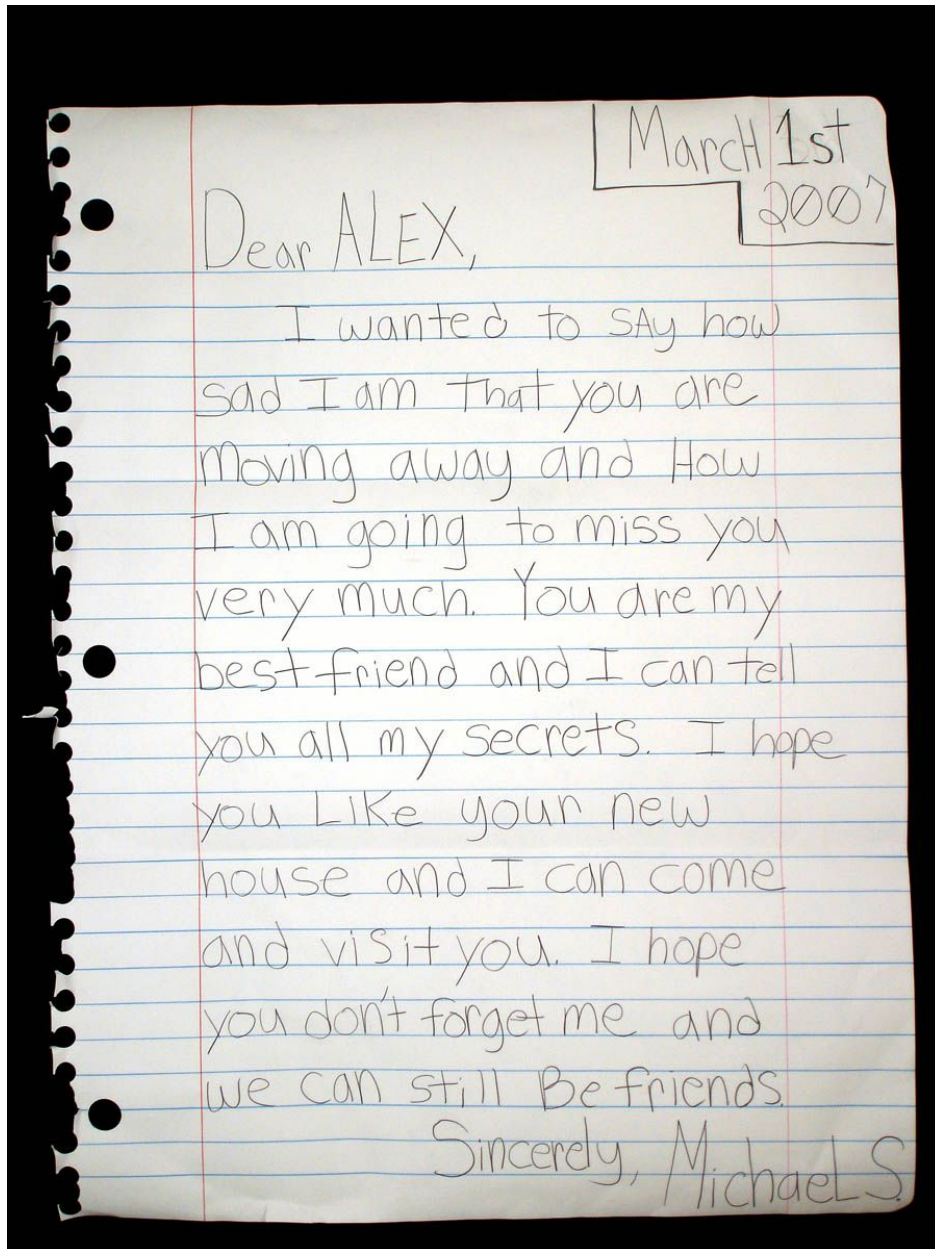 MarcH 1st
2007
Dear ALEX,
I wanted to SAy how
sad I am That you are
moving away and How
I am going to miss you
very much. You are my
best friend and I can tell
you all my secrets. I hope
you LiKe your new
house and I can come
and viSit you. I hope
you don't forget me and
we can still Be friends.
Sincerely, MichaeL S.